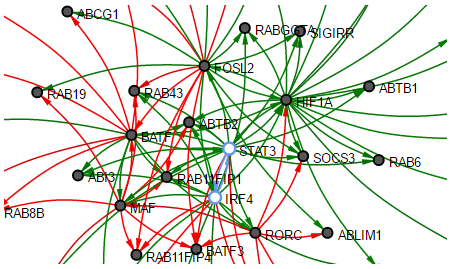 ABCG1
RABGGTA
SIGIRR
FOSL2
RAB19
RAB43
HIF1A
ABTB1
BATF
ABTB2
STAT3
SOCS3
RAB6
ABI3
RAB11FIP1
IRF4
RAB8B
MAF
RORC
ABLIM1
RAB11FIP4
BATF3